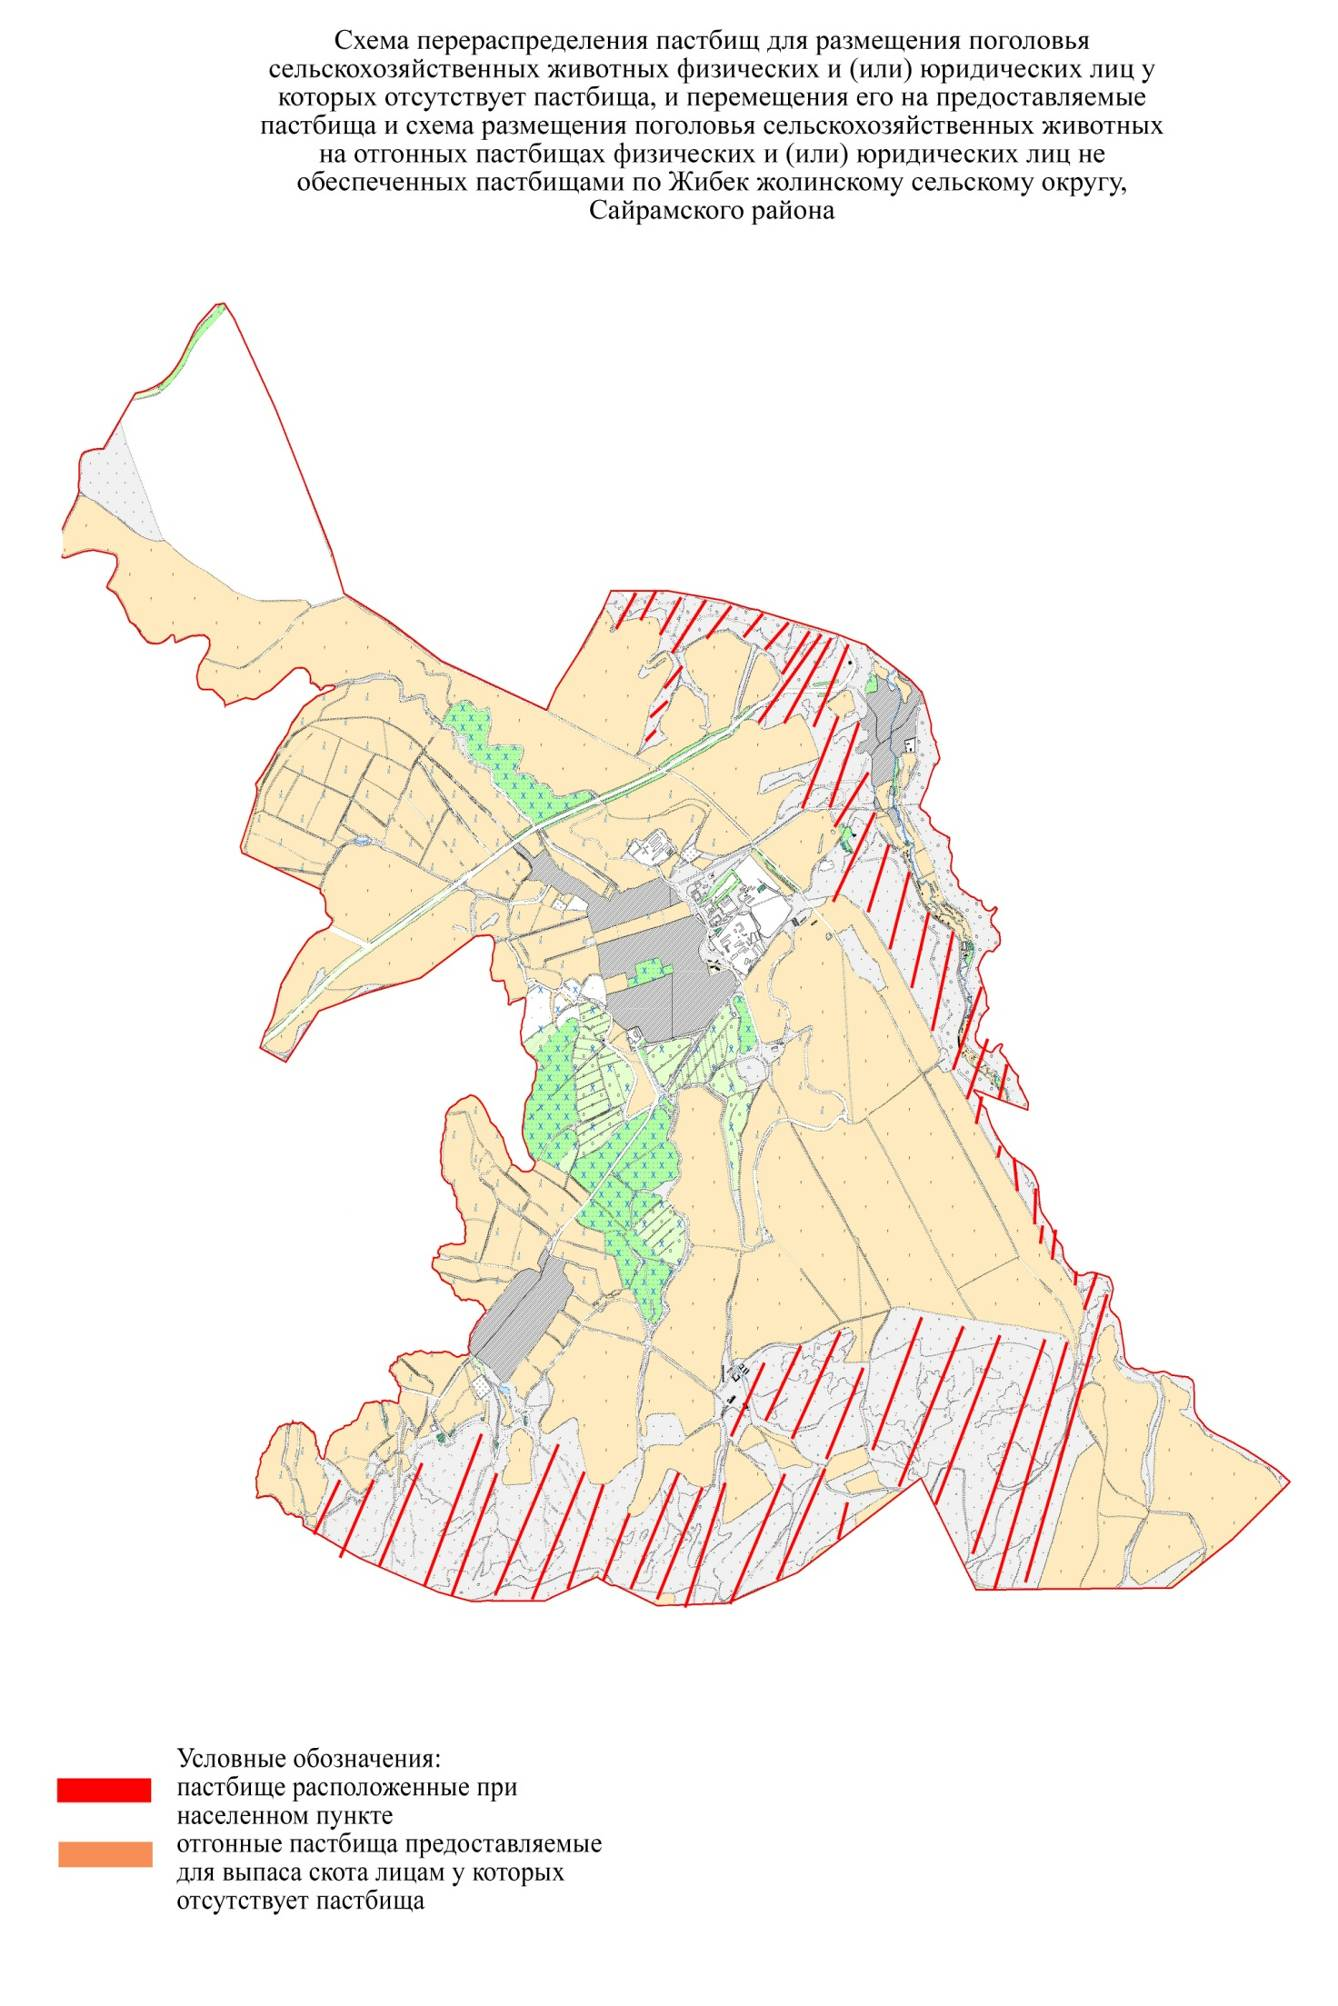 Схема перераспределения пастбищ для размещения поголовья
сельскохозяйственных животных физических и (или) юридических лиц у
которых отсутствует пастбища, и перемещения его на предоставляемые
пастбища и схема размещения поголовья сельскохозяйственных животных
на отгонных пастбищах физических и (или) юридических лиц не
обеспеченных пастбищами по Жибек жолинскому сельскому округу,
Сайрамского района
Условные обозначения:
пастбище расположенные при
населенном пункте
отгонные пастбища предоставляемые
для выпаса скота лицам у которых
отсутствует пастбища